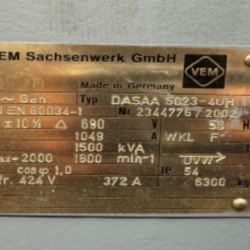 VEM Sachsenwerk GmbH
VEM
Made in Germany
~ Gen Typ DASAA 5023-4UH
EN 60034-1 Nr 23447767 2002
± 10 % Δ 690 V Hz
1049 A WKL F
1500 kVA
max=2000 1800 min-1 UVW
cos φ 1,0 IP 54
fr. 424 V 372 A 6300 kg